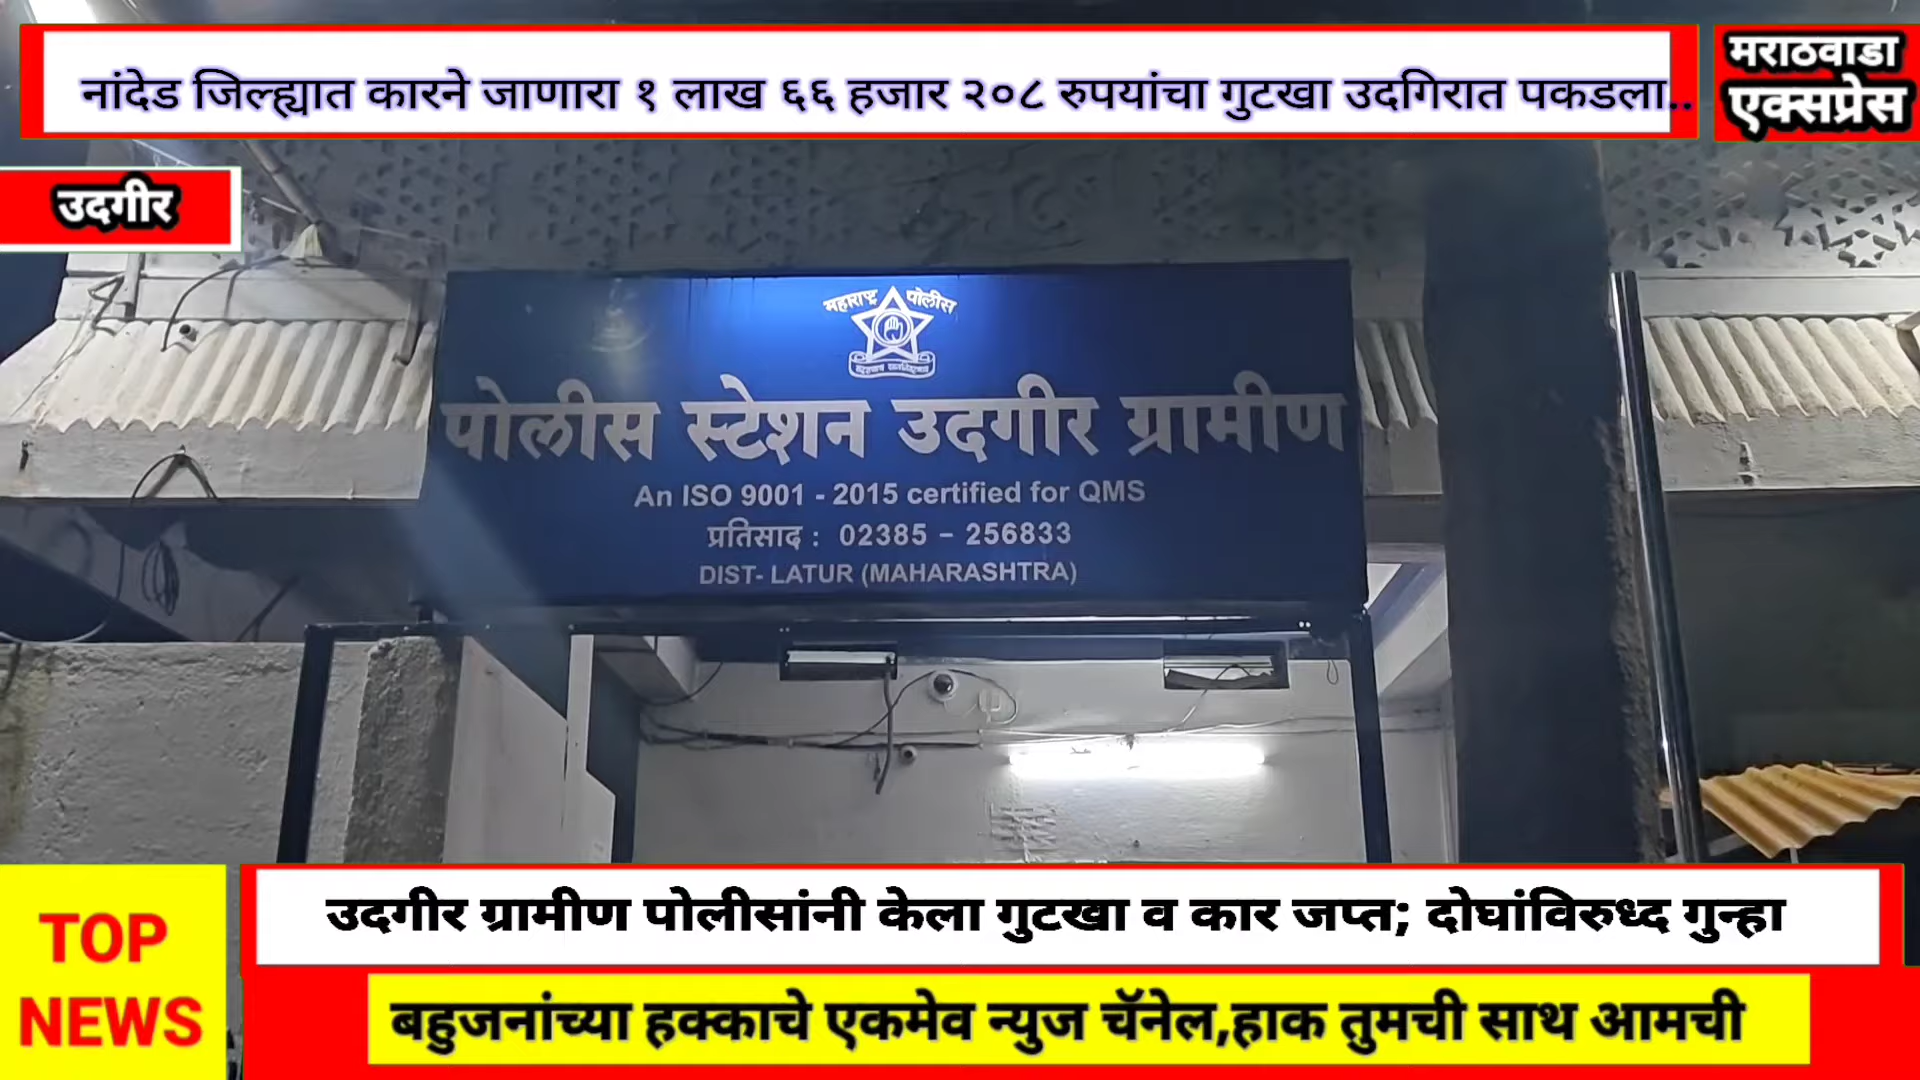 नांदेड जिल्ह्यात कारने जाणारा १ लाख ६६ हजार २०८ रुपयांचा गुटखा उदगिरात पकडला..
मराठवाडा
एक्सप्रेस
उदगीर
महाराष्ट्र पोलीस
पोलीस स्टेशन उदगीर ग्रामीण
An ISO 9001 - 2015 certified for QMS
प्रतिसाद : 02385 - 256833
DIST- LATUR (MAHARASHTRA)
TOP
NEWS
उदगीर ग्रामीण पोलीसांनी केला गुटखा व कार जप्त; दोघांविरुध्द गुन्हा
बहुजनांच्या हक्काचे एकमेव न्युज चॅनेल,हाक तुमची साथ आमची